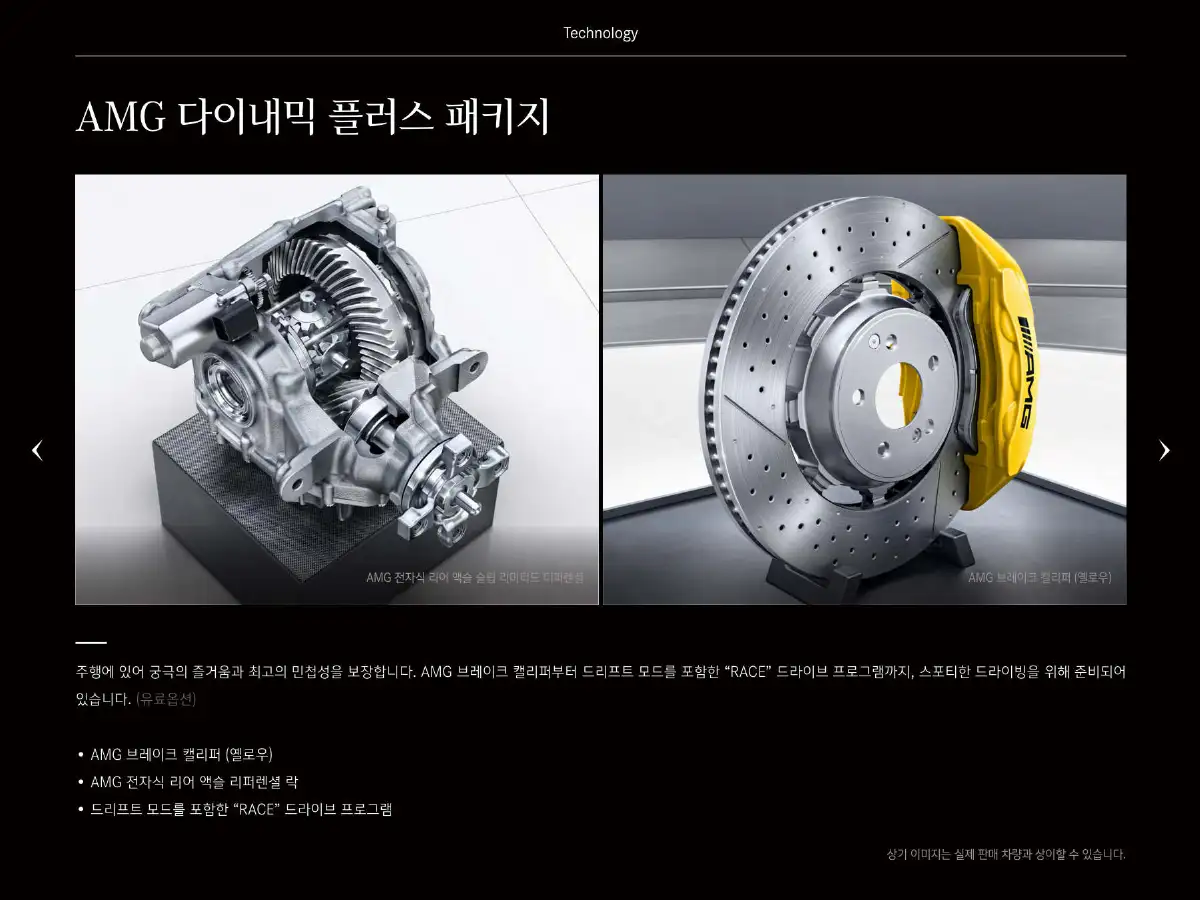 Technology
AMG 다이내믹 플러스 패키지
AMG 전자식 리어 액슬 슬립 리미티드 디퍼렌셜
AMG
AMG 브레이크 캘리퍼 (옐로우)
주행에 있어 궁극의 즐거움과 최고의 민첩성을 보장합니다. AMG 브레이크 캘리퍼부터 드리프트 모드를 포함한 “RACE” 드라이브 프로그램까지, 스포티한 드라이빙을 위해 준비되어
있습니다. (유료옵션)
• AMG 브레이크 캘리퍼 (옐로우)
• AMG 전자식 리어 액슬 리퍼렌셜 락
• 드리프트 모드를 포함한 “RACE” 드라이브 프로그램
상기 이미지는 실제 판매 차량과 상이할 수 있습니다.